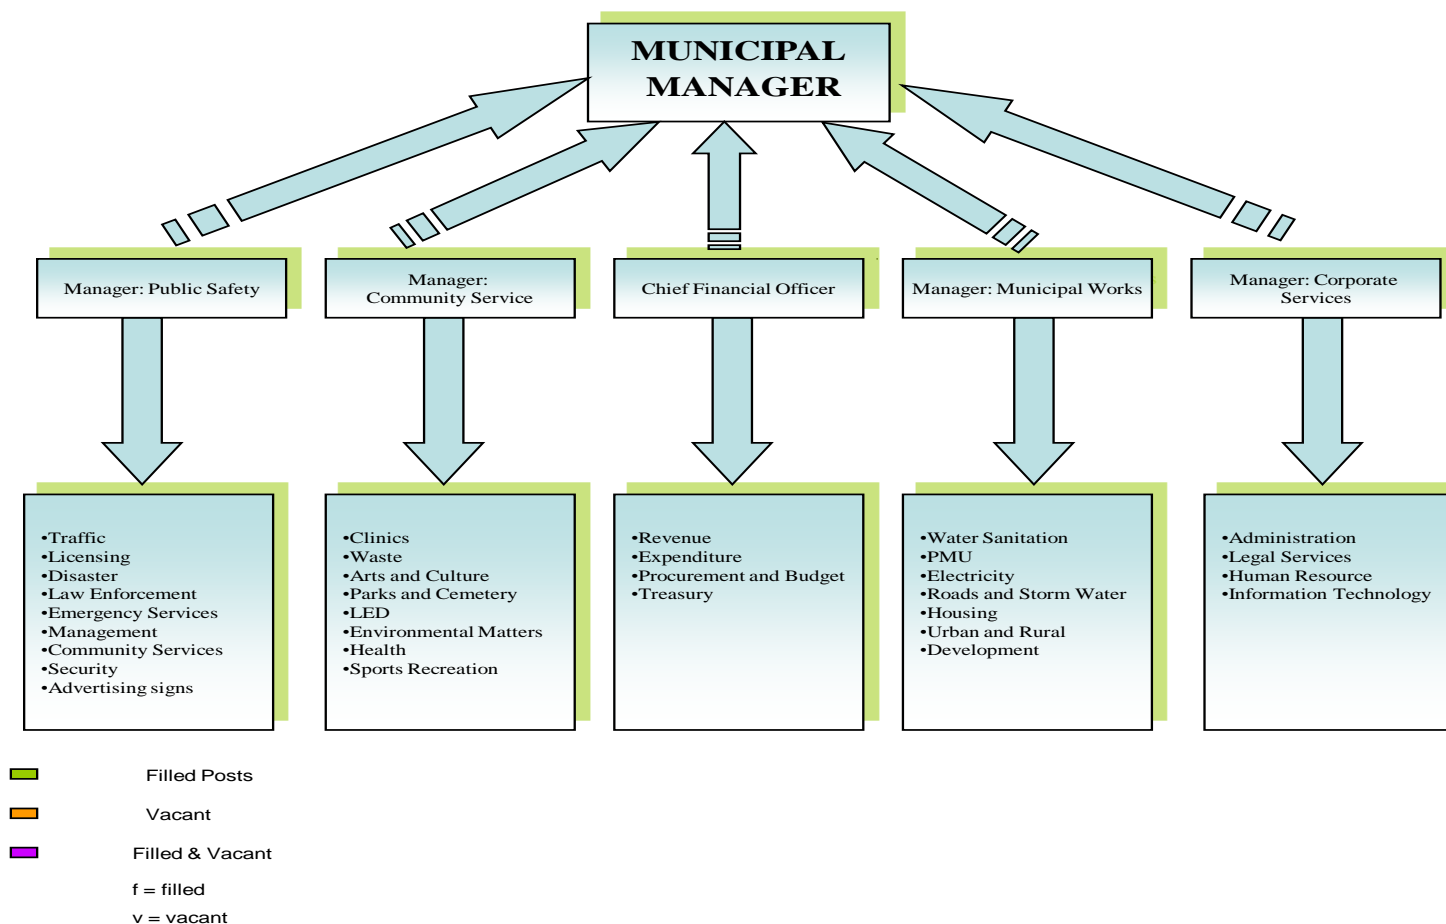 MUNICIPAL
MANAGER
Manager: Public Safety
Manager:
Community Service
Chief Financial Officer
Manager: Municipal Works
Manager: Corporate
Services
•Traffic
•Licensing
•Disaster
•Law Enforcement
•Emergency Services
•Management
•Community Services
•Security
•Advertising signs
•Clinics
•Waste
•Arts and Culture
•Parks and Cemetery
•LED
•Environmental Matters
•Health
•Sports Recreation
•Revenue
•Expenditure
•Procurement and Budget
•Treasury
•Water Sanitation
•PMU
•Electricity
•Roads and Storm Water
•Housing
•Urban and Rural
•Development
•Administration
•Legal Services
•Human Resource
•Information Technology
Filled Posts
Vacant
Filled & Vacant
f = filled
v = vacant